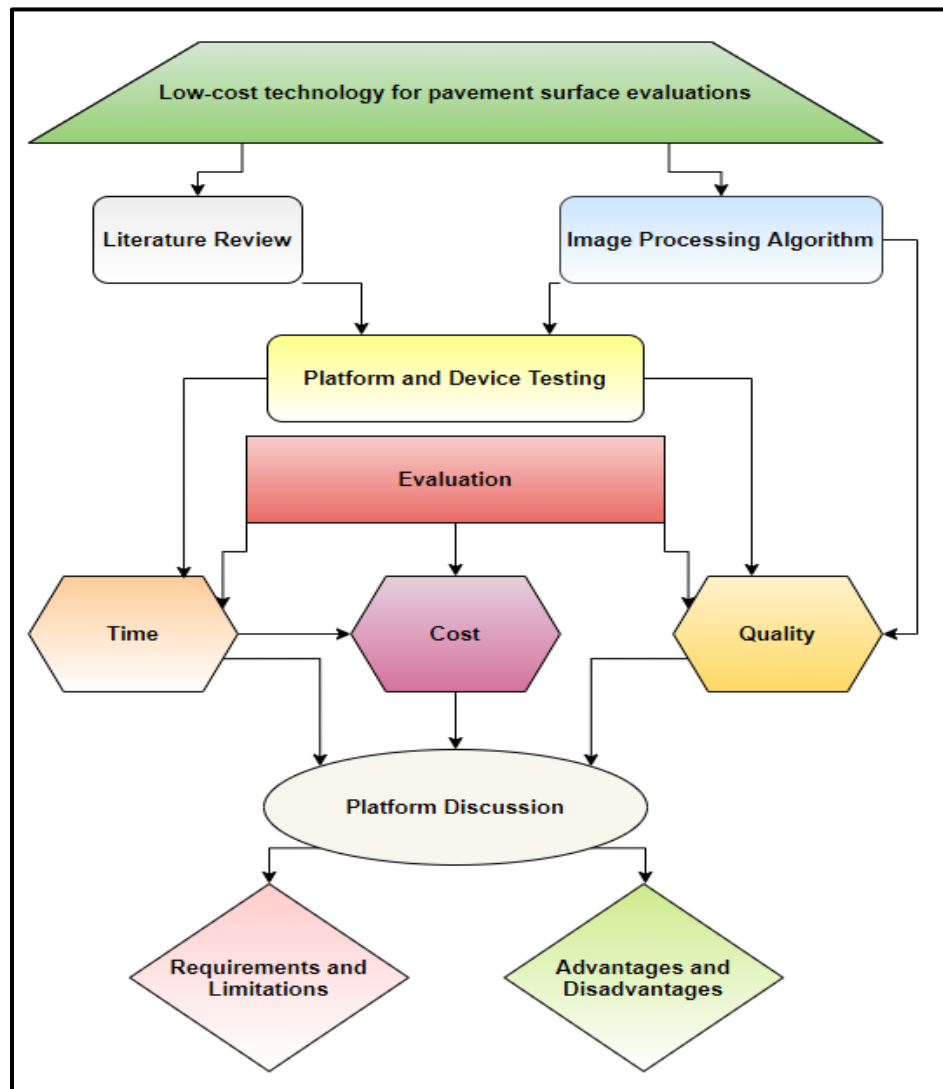 Low-cost technology for pavement surface evaluations
Literature Review
Image Processing Algorithm
Platform and Device Testing
Evaluation
Time
Cost
Quality
Platform Discussion
Requirements and
Limitations
Advantages and
Disadvantages